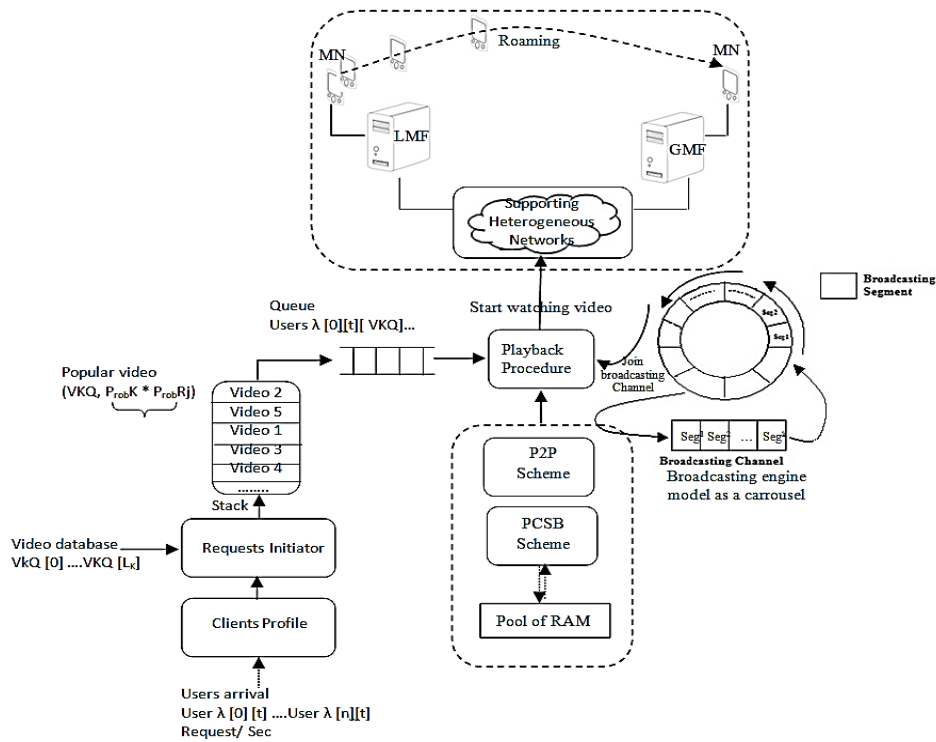 MN
Roaming
MN
LMF
GMF
Supporting
Heterogeneous
Networks
Broadcasting
Segment
Start watching video
Queue
Users λ [0][t][ VKQ]...
Seg2
Seg1
Playback
Procedure
Join
broadcasting
Channel
Popular video
(VKQ, ProbK * ProbRj)
Video 2
Video 5
Video 1
Video 3
Video 4
........
Stack
Seg1 Seg2 ...
Broadcasting Channel
Broadcasting engine
model as a carrousel
P2P
Scheme
PCSB
Scheme
Pool of RAM
Video database
VkQ [0] ....VKQ [LK]
Requests Initiator
Clients Profile
Users arrival
User λ [0] [t] ....User λ [n][t]
Request/ Sec